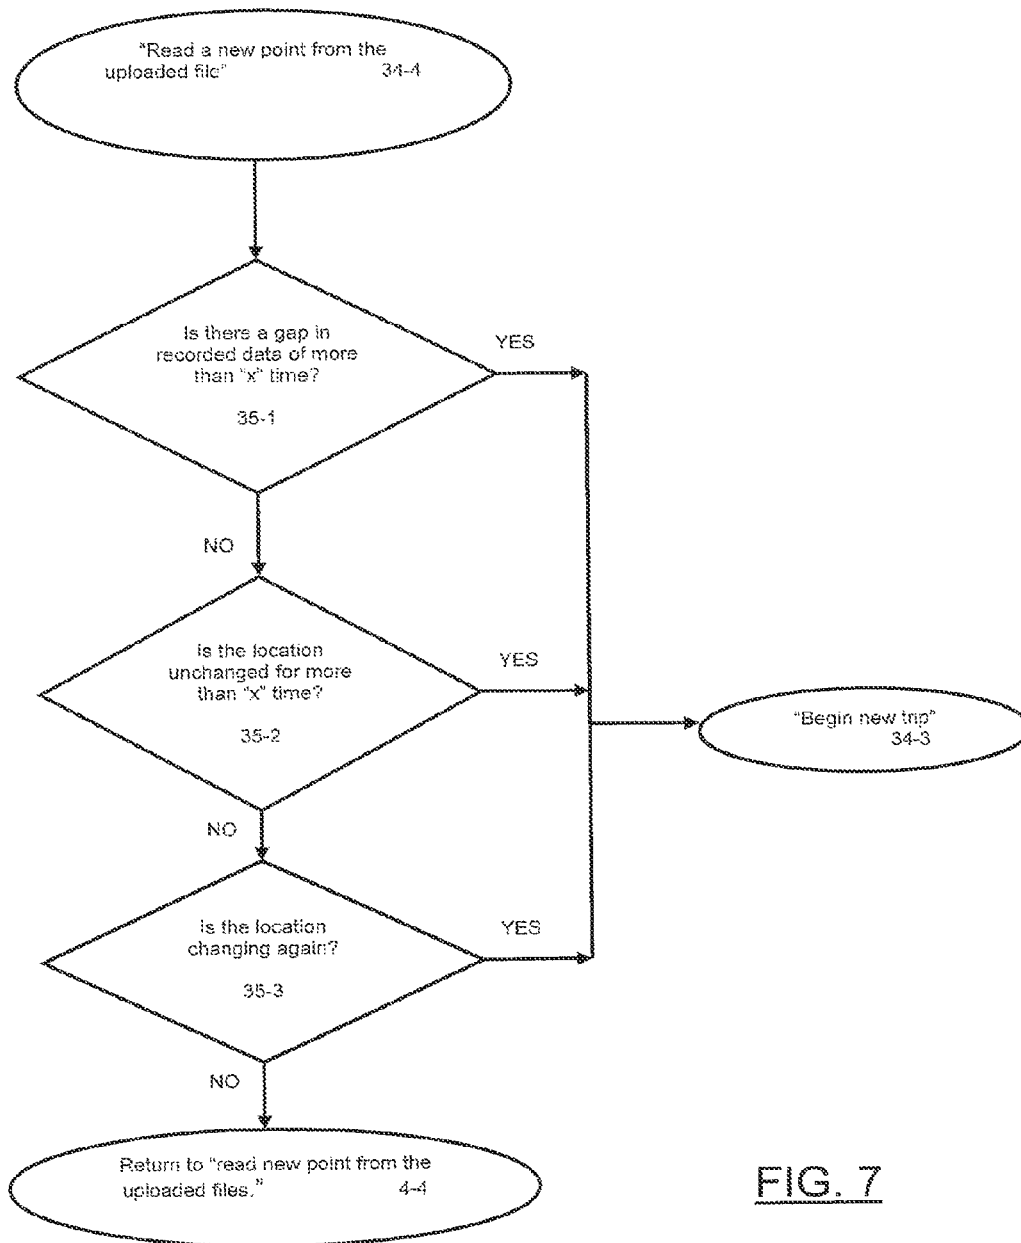 "Read a new point from the
uploaded file" 34-4
Is there a gap in
recorded data of more
than "x" time?
35-1
YES
NO
Is the location
unchanged for more
than "x" time?
35-2
YES
"Begin new trip"
34-3
NO
Is the location
changing again?
35-3
YES
NO
Return to "read new point from the
uploaded files." 4-4
FIG. 7